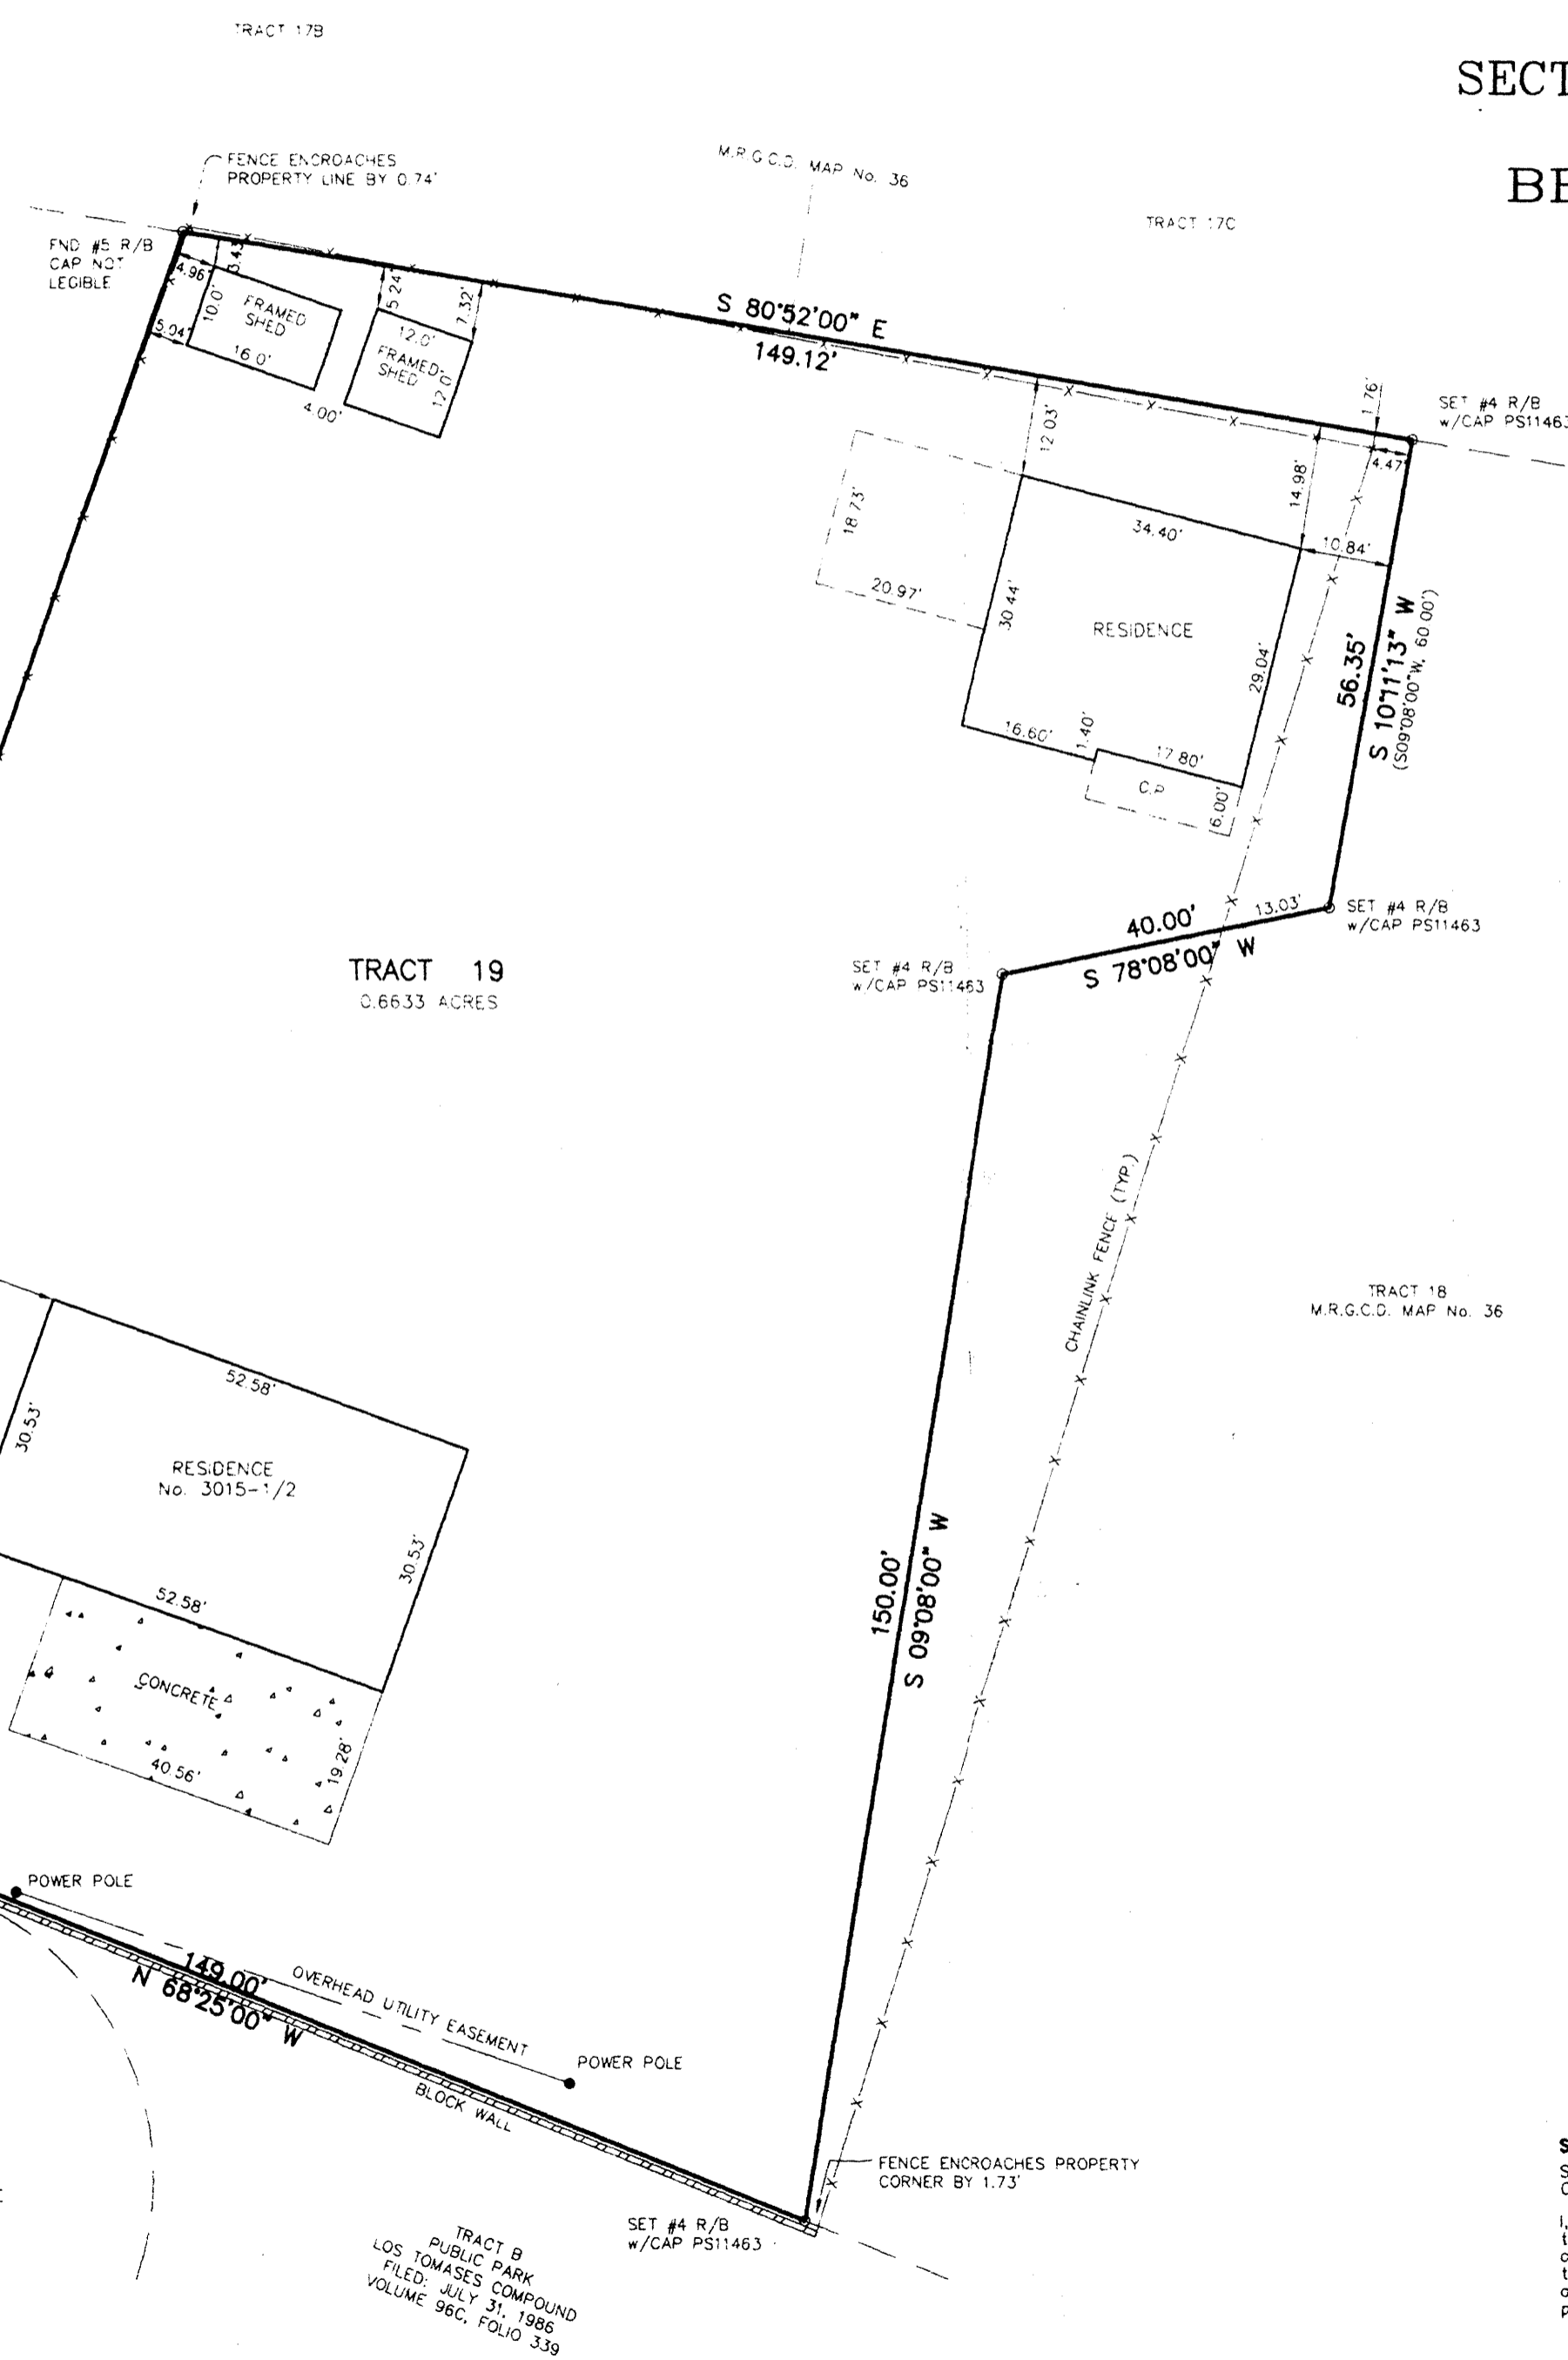 TRACT 17B
SECT
BE
FENCE ENCROACHES
PROPERTY LINE BY 0.74'
M.R.G.C.D. MAP No. 36
TRACT 17C
FND #5 R/B
CAP NOT
LEGIBLE
4.96'
3.43'
10.0'
FRAMED
SHED
5.04'
16.0'
5.24'
7.32'
12.0'
FRAMED
SHED
12.0'
4.00'
S 80°52'00" E
149.12'
1.76'
SET #4 R/B
w/CAP PS11463
4.47'
12.03'
14.98'
18.73'
34.40'
10.84'
20.97'
30.44'
RESIDENCE
29.04'
56.35'
S 10°11'13" W
(S09°08'00"W, 60.00')
16.60'
1.40'
17.80'
C.P.
6.00'
40.00'
13.03'
S 78°08'00" W
SET #4 R/B
w/CAP PS11463
SET #4 R/B
w/CAP PS11463
TRACT 19
0.6633 ACRES
CHAINLINK FENCE (TYP.)
TRACT 18
M.R.G.C.D. MAP No. 36
52.58'
30.53'
RESIDENCE
No. 3015-1/2
30.53'
52.58'
CONCRETE
40.56'
19.28'
150.00'
S 09°08'00" W
POWER POLE
149.00'
N 68°25'00" W
OVERHEAD UTILITY EASEMENT
POWER POLE
BLOCK WALL
FENCE ENCROACHES PROPERTY
CORNER BY 1.73'
SET #4 R/B
w/CAP PS11463
TRACT B
PUBLIC PARK
LOS TOMASES COMPOUND
FILED: JULY 31, 1986
VOLUME 96C, FOLIO 339